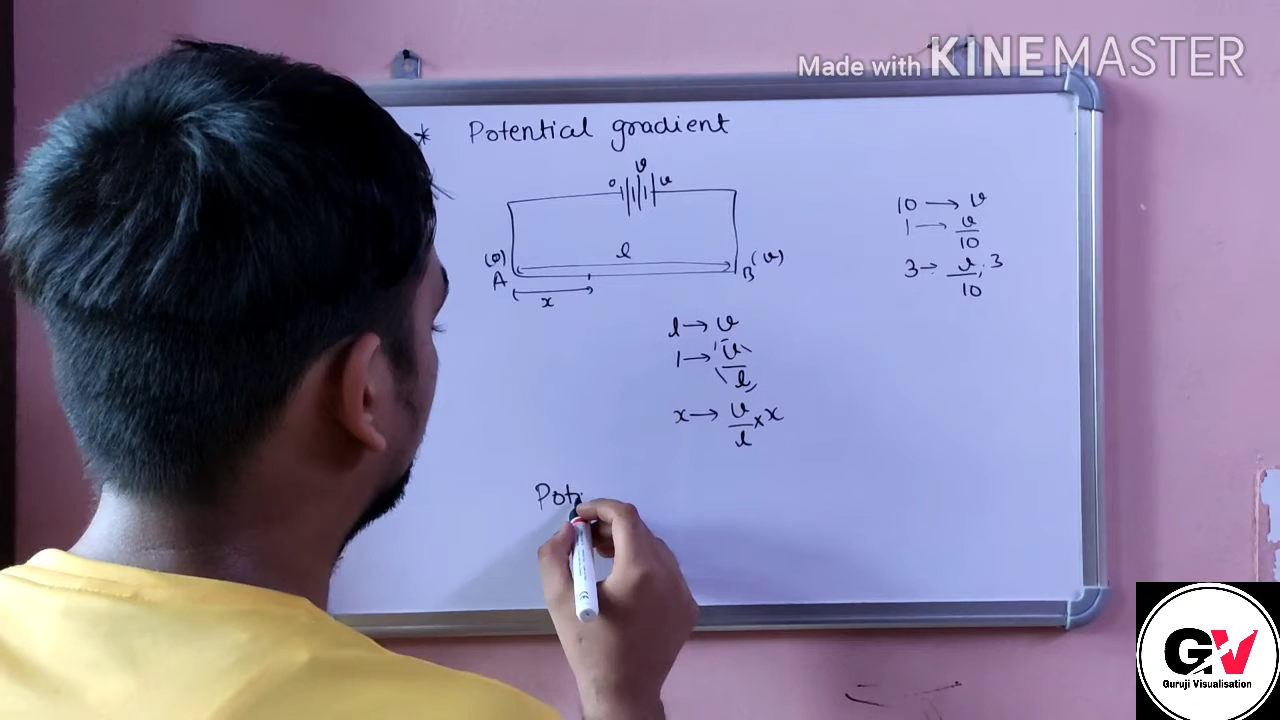 Made with KINEMASTER
* Potential gradient
v
0 v
10 → v
1 → v/10
(0) l (v)
A B
3 → v/10 · 3
x
l → v
1 → v/l
x → v/l × x
Pot
GV
Guruji Visualisation